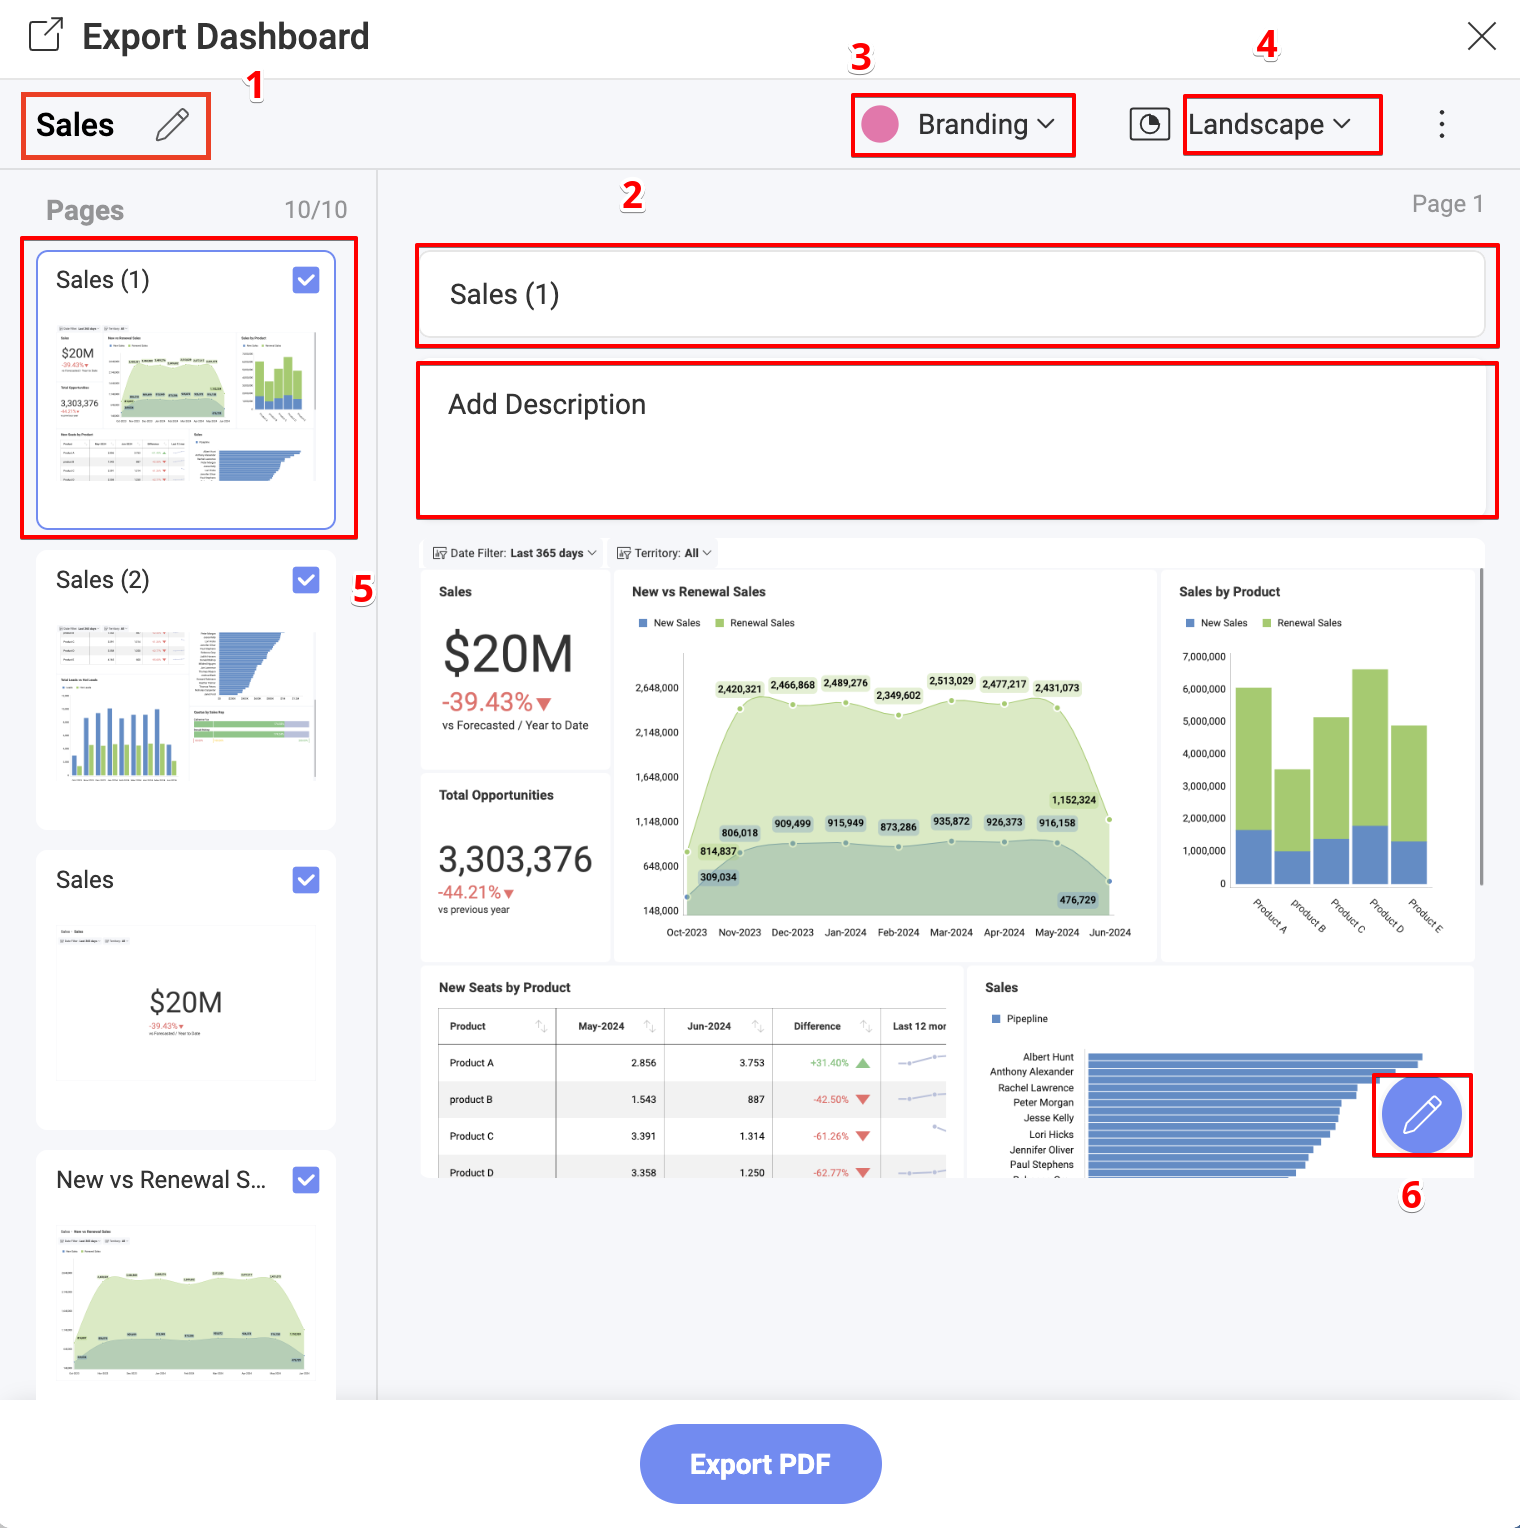 Export Dashboard
1
3
4
Sales
Branding
Landscape
2
Pages
10/10
Page 1
Sales (1)
Sales (2)
5
Sales
$20M
-39.43%
vs Forecasted / Year to Date
New vs Renewal S...
Sales (1)
Add Description
Date Filter: Last 365 days
Territory: All
Sales
$20M
-39.43%
vs Forecasted / Year to Date
Total Opportunities
3,303,376
-44.21%
vs previous year
New vs Renewal Sales
New Sales
Renewal Sales
2,648,000
2,148,000
1,648,000
1,148,000
648,000
148,000
2,420,321
2,466,868
2,489,276
2,349,602
2,513,029
2,477,217
2,431,073
1,152,324
814,837
806,018
909,499
915,949
873,286
935,872
926,373
916,158
309,034
476,729
Oct-2023
Nov-2023
Dec-2023
Jan-2024
Feb-2024
Mar-2024
Apr-2024
May-2024
Jun-2024
Sales by Product
New Sales
Renewal Sales
7,000,000
6,000,000
5,000,000
4,000,000
3,000,000
2,000,000
1,000,000
0
Product A
product B
Product C
Product D
Product E
New Seats by Product
Product May-2024 Jun-2024 Difference Last 12 mor
Product A 2.856 3.753 +31.40%
product B 1.543 887 -42.50%
Product C 3.391 1.314 -61.26%
Product D 3.358 1.250 -62.77%
Sales
Pipepline
Albert Hunt
Anthony Alexander
Rachel Lawrence
Peter Morgan
Jesse Kelly
Lori Hicks
Jennifer Oliver
Paul Stephens
6
Export PDF